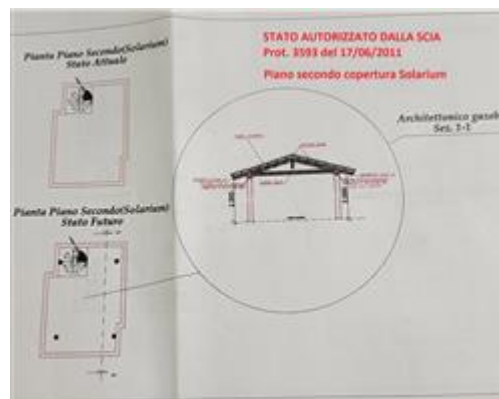 Pianta Piano Secondo(Solarium)
Stato Attuale
STATO AUTORIZZATO DALLA SCIA
Prot. 3593 del 17/06/2011
Piano secondo copertura Solarium
Architettonico gazeb
Sez. 1-1
Pianta Piano Secondo(Solarium)
Stato Futuro